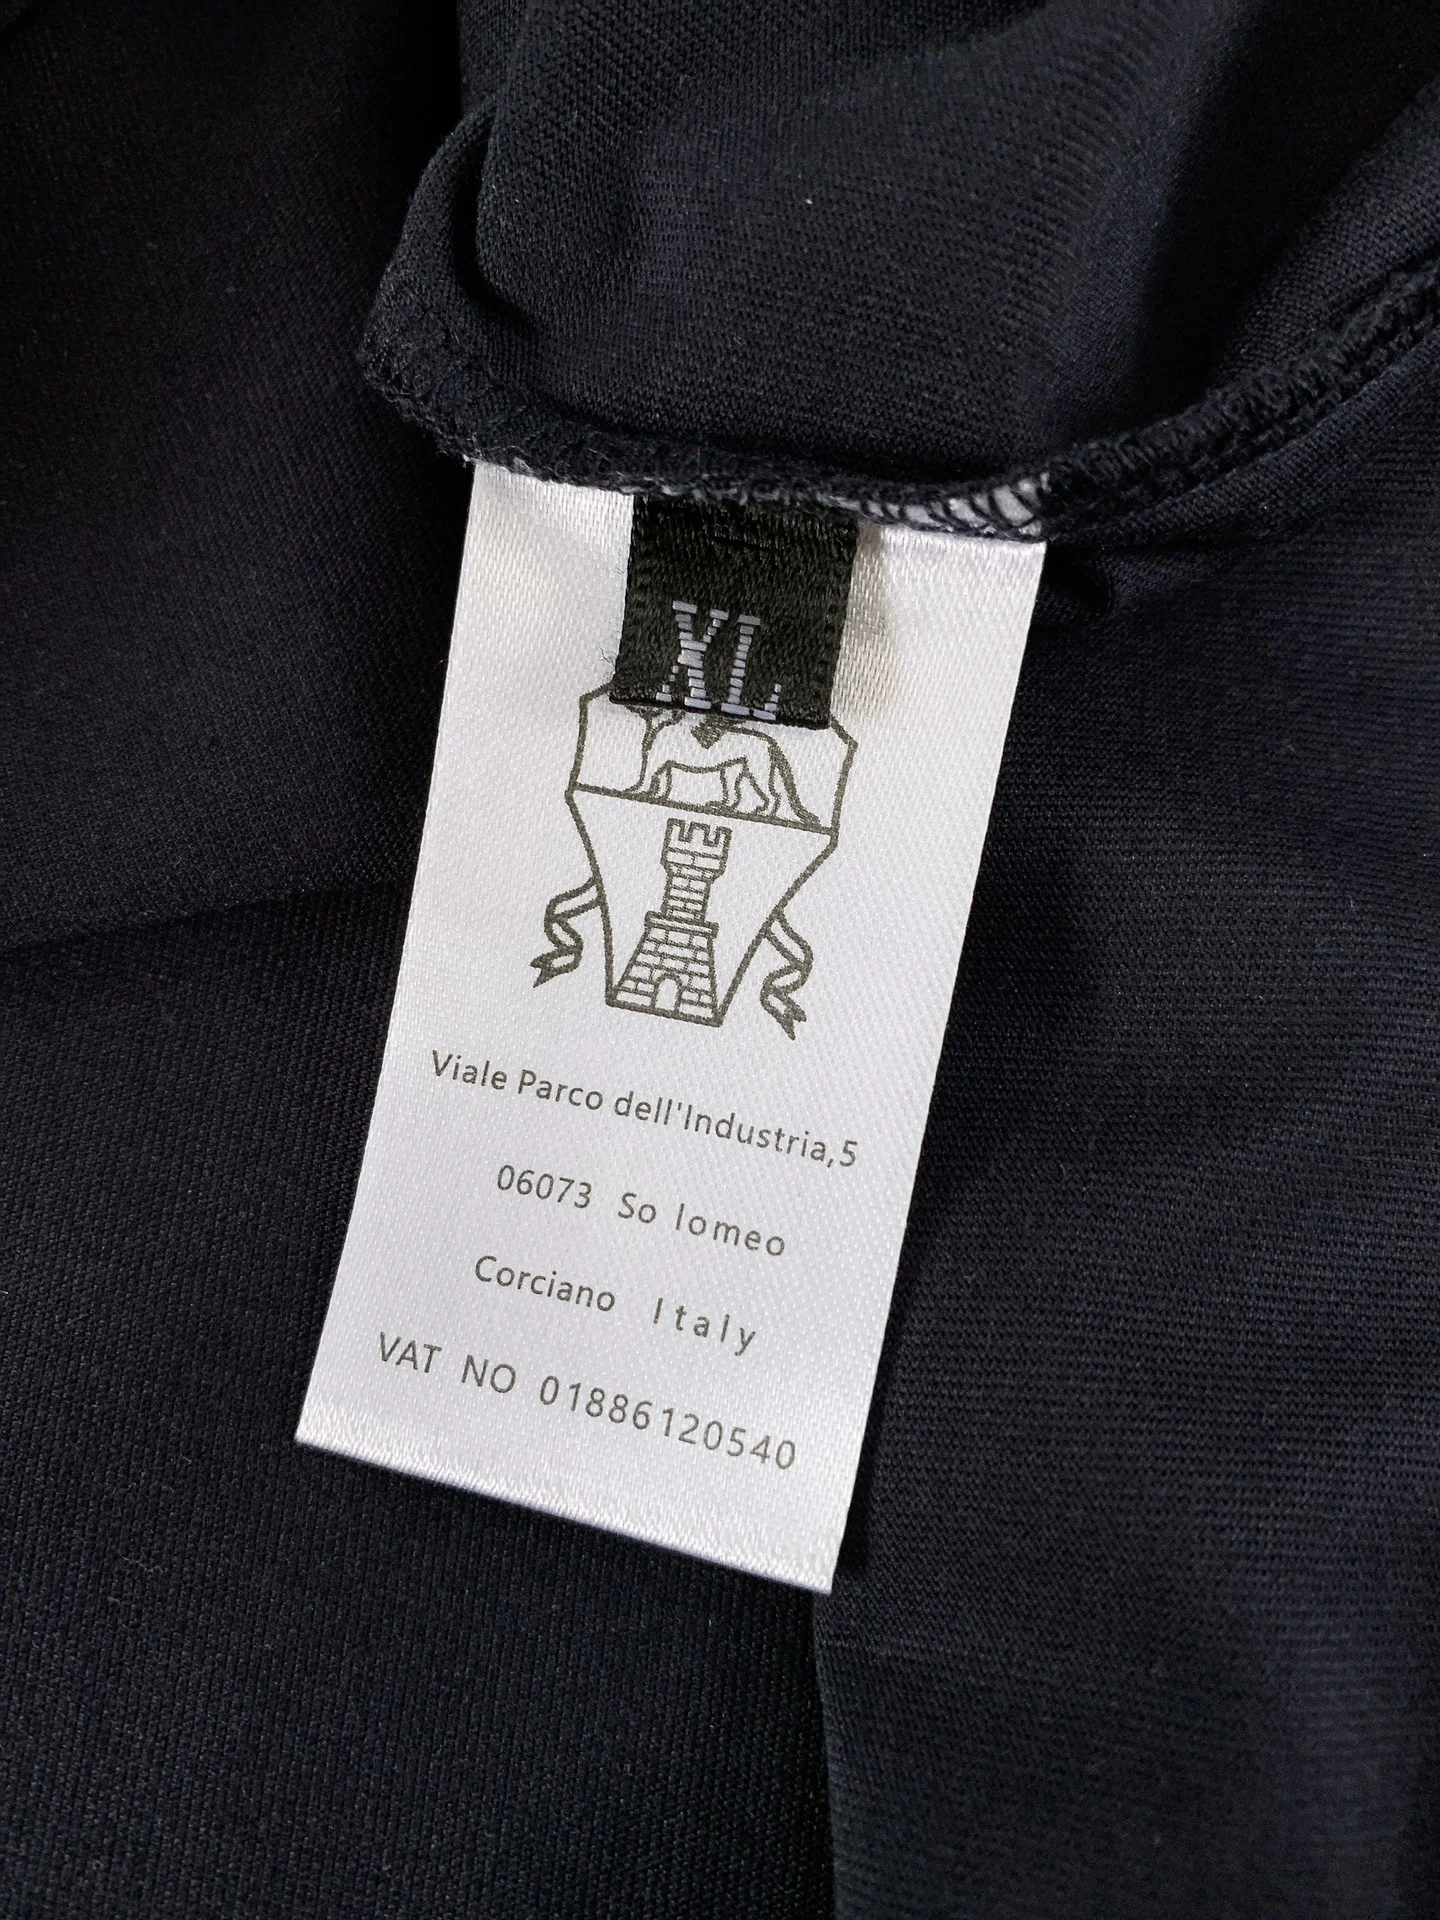 XL
Viale Parco dell'Industria,5
06073 So lomeo
Corciano Italy
VAT NO 01886120540